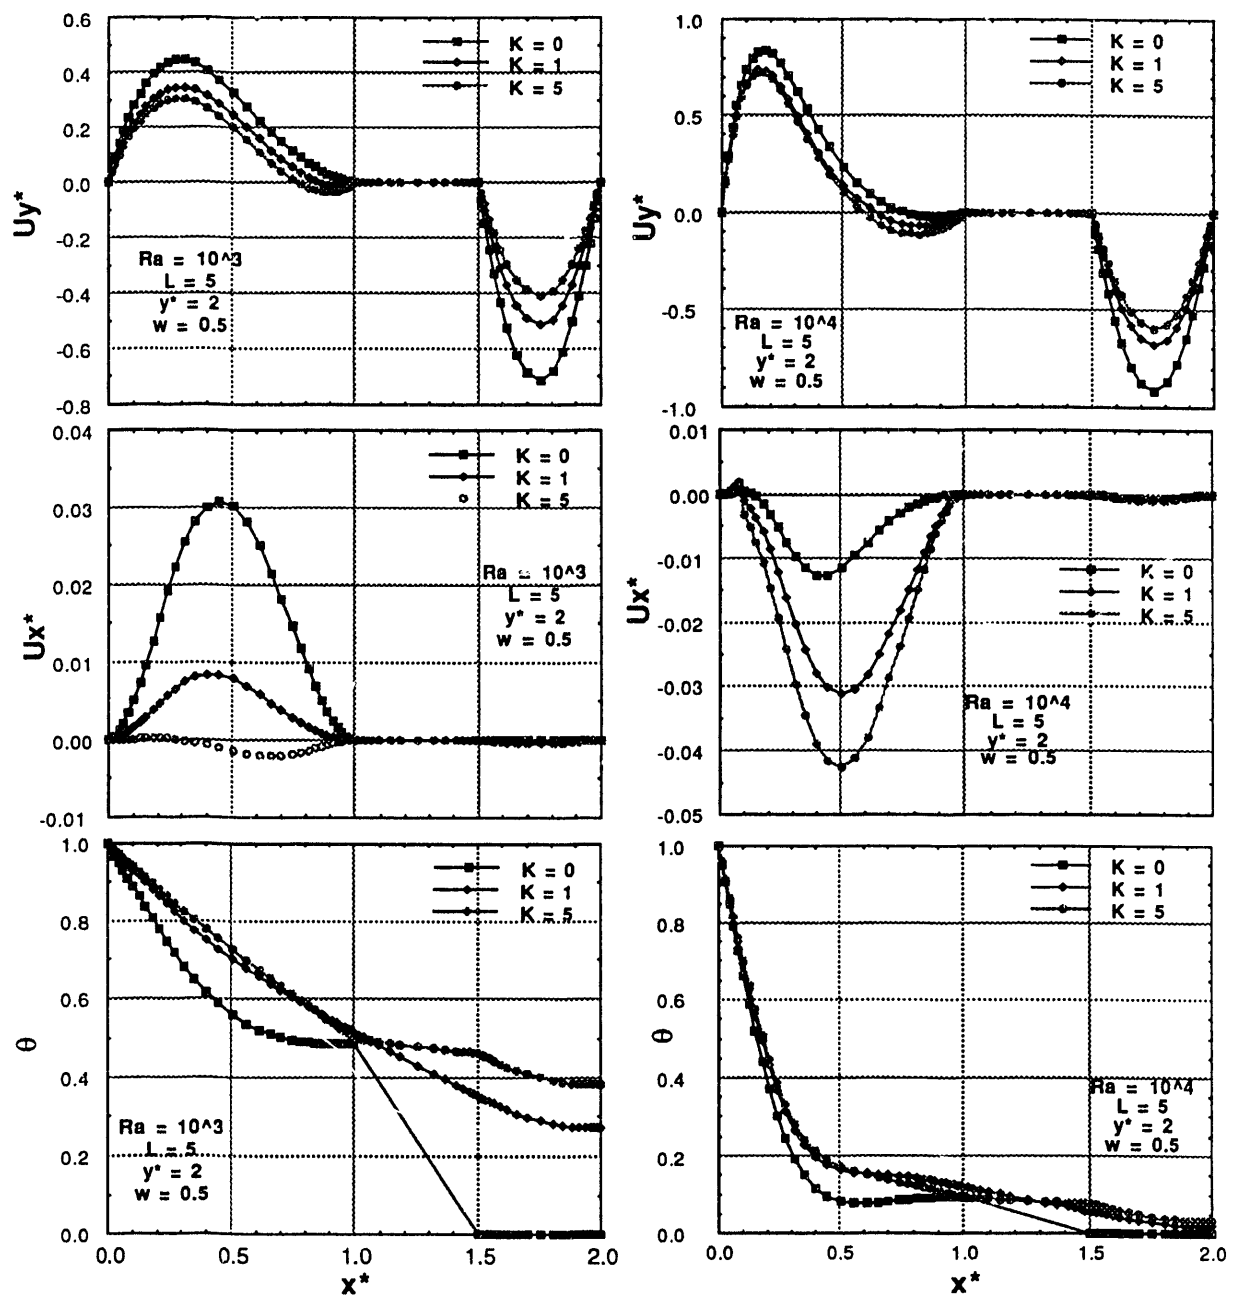 0.6
0.4
0.2
0.0
-0.2
-0.4
-0.6
-0.8
Uy*
K = 0
K = 1
K = 5
Ra = 10^3
L = 5
y* = 2
w = 0.5
1.0
0.5
0.0
-0.5
-1.0
Uy*
K = 0
K = 1
K = 5
Ra = 10^4
L = 5
y* = 2
w = 0.5
0.04
0.03
0.02
0.01
0.00
-0.01
Ux*
K = 0
K = 1
K = 5
Ra = 10^3
L = 5
y* = 2
w = 0.5
0.01
0.00
-0.01
-0.02
-0.03
-0.04
-0.05
Ux*
K = 0
K = 1
K = 5
Ra = 10^4
L = 5
y* = 2
w = 0.5
1.0
0.8
0.6
0.4
0.2
0.0
θ
K = 0
K = 1
K = 5
Ra = 10^3
L = 5
y* = 2
w = 0.5
0.0 0.5 1.0 1.5 2.0
x*
1.0
0.8
0.6
0.4
0.2
0.0
θ
K = 0
K = 1
K = 5
Ra = 10^4
L = 5
y* = 2
w = 0.5
0.0 0.5 1.0 1.5 2.0
x*